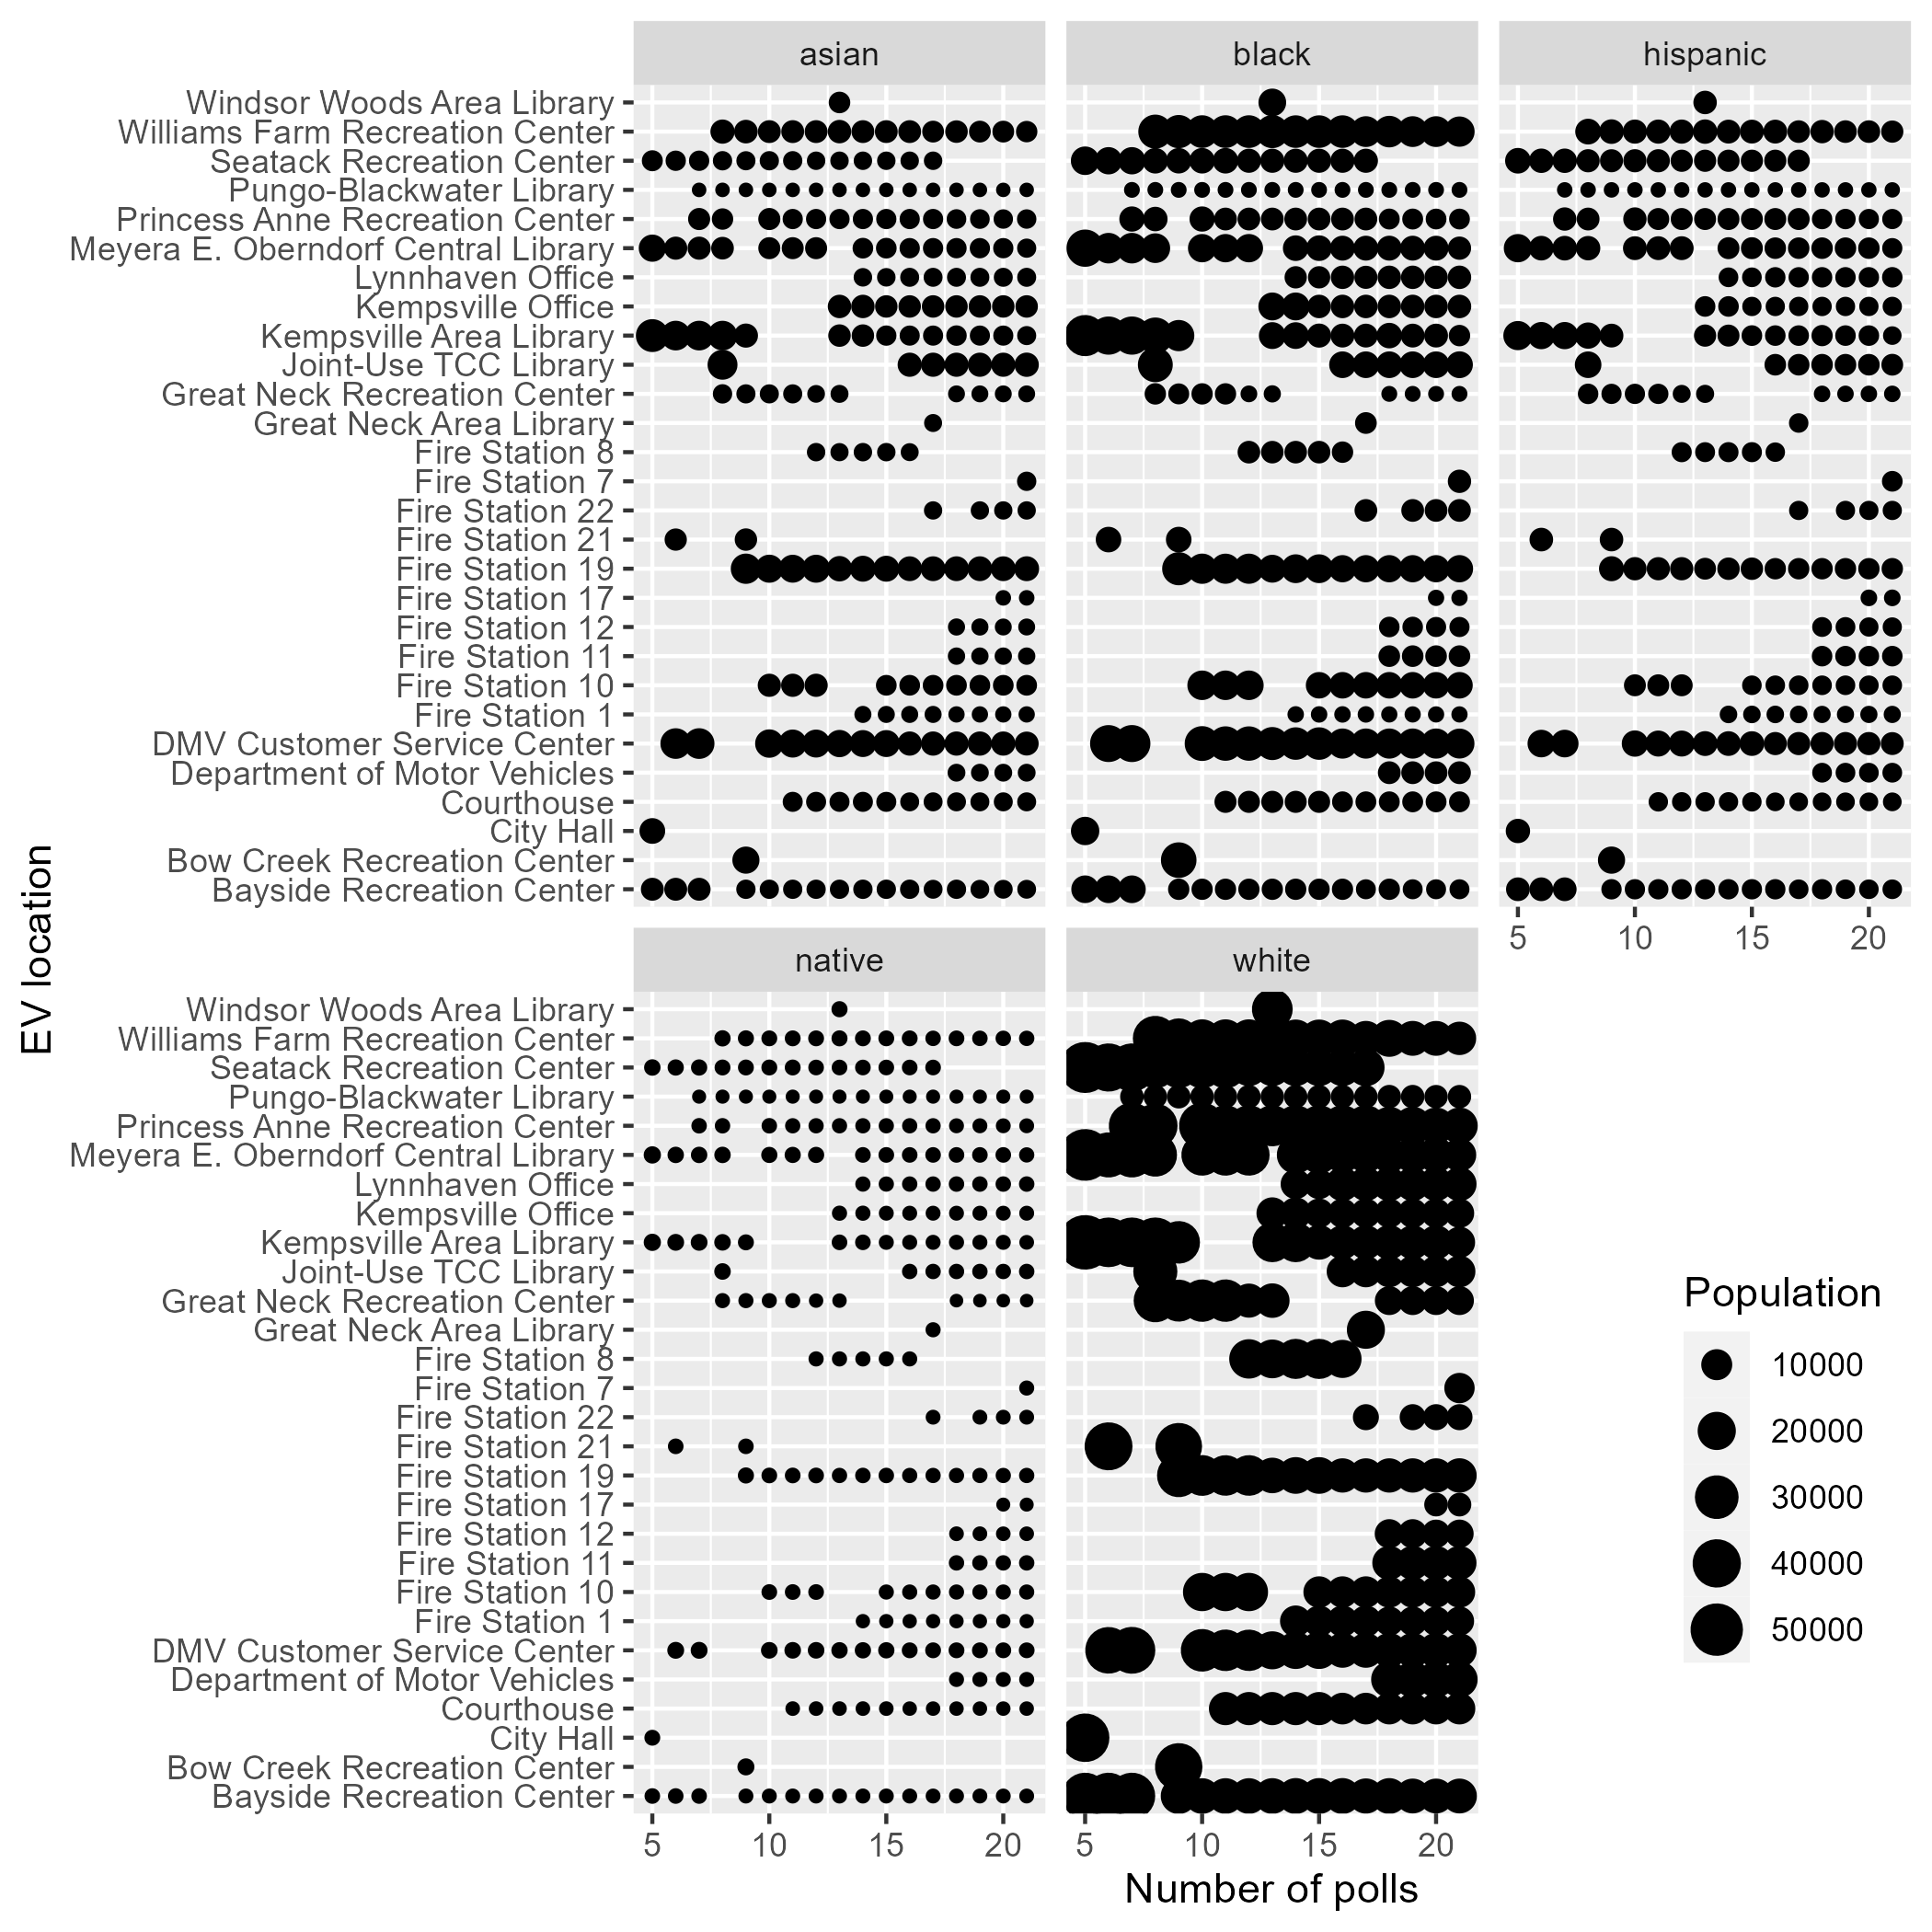 asian
black
hispanic
Windsor Woods Area Library
Williams Farm Recreation Center
Seatack Recreation Center
Pungo-Blackwater Library
Princess Anne Recreation Center
Meyera E. Oberndorf Central Library
Lynnhaven Office
Kempsville Office
Kempsville Area Library
Joint-Use TCC Library
Great Neck Recreation Center
Great Neck Area Library
Fire Station 8
Fire Station 7
Fire Station 22
Fire Station 21
Fire Station 19
Fire Station 17
Fire Station 12
Fire Station 11
Fire Station 10
Fire Station 1
DMV Customer Service Center
Department of Motor Vehicles
Courthouse
City Hall
Bow Creek Recreation Center
Bayside Recreation Center
5 10 15 20
EV location
native
white
Windsor Woods Area Library
Williams Farm Recreation Center
Seatack Recreation Center
Pungo-Blackwater Library
Princess Anne Recreation Center
Meyera E. Oberndorf Central Library
Lynnhaven Office
Kempsville Office
Kempsville Area Library
Joint-Use TCC Library
Great Neck Recreation Center
Great Neck Area Library
Fire Station 8
Fire Station 7
Fire Station 22
Fire Station 21
Fire Station 19
Fire Station 17
Fire Station 12
Fire Station 11
Fire Station 10
Fire Station 1
DMV Customer Service Center
Department of Motor Vehicles
Courthouse
City Hall
Bow Creek Recreation Center
Bayside Recreation Center
5 10 15 20
5 10 15 20
Number of polls
Population
10000
20000
30000
40000
50000